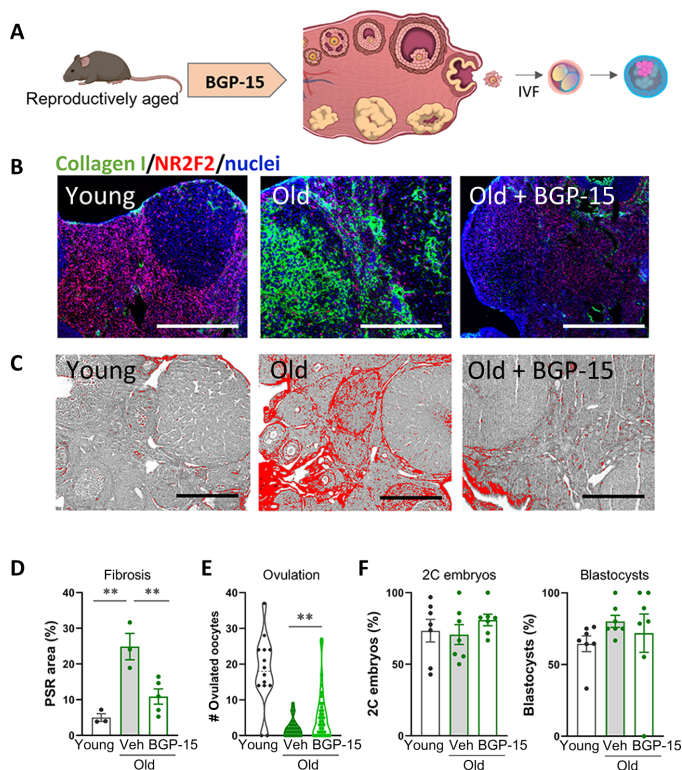 A
Reproductively aged
BGP-15
IVF
B
Collagen I/NR2F2/nuclei
Young
Old
Old + BGP-15
C
Young
Old
Old + BGP-15
D
Fibrosis
PSR area (%)
40
30
20
10
0
**
**
Young
Veh
BGP-15
Old
E
Ovulation
# Ovulated oocytes
40
30
20
10
0
**
Young
Veh
BGP-15
Old
F
2C embryos
2C embryos (%)
100
50
0
Young
Veh
BGP-15
Old
Blastocysts
Blastocysts (%)
100
50
0
Young
Veh
BGP-15
Old